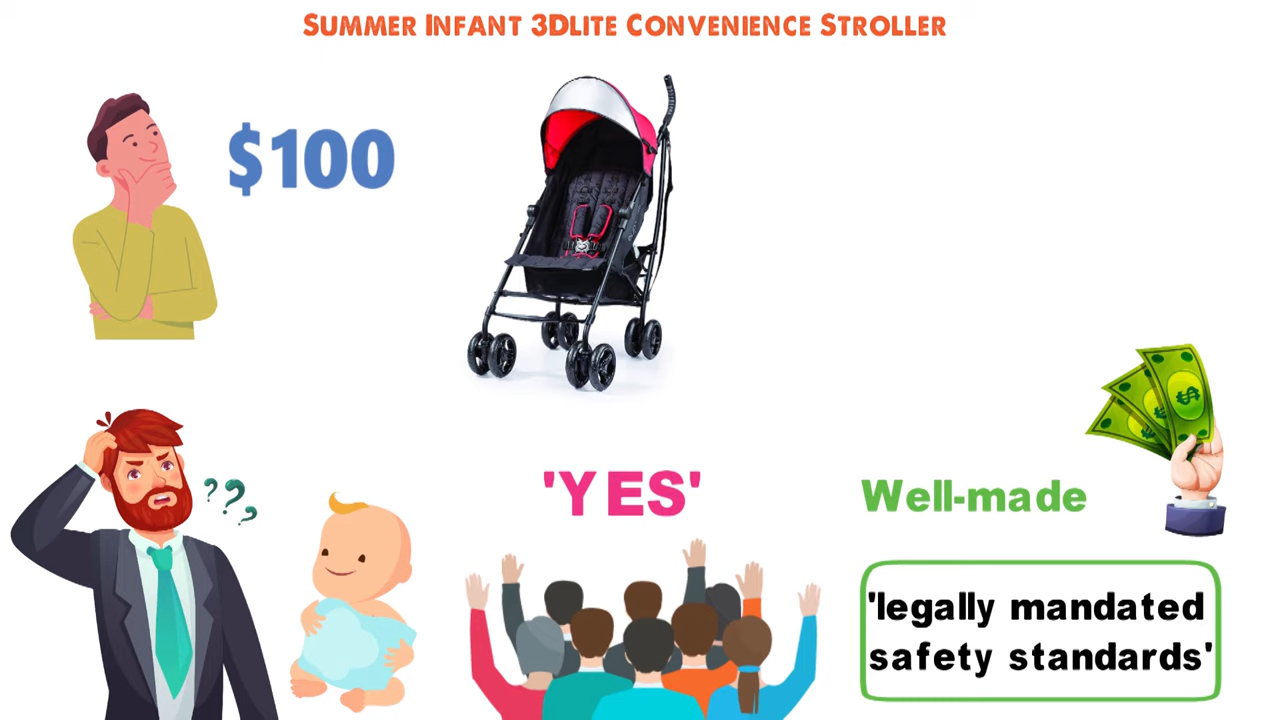 SUMMER INFANT 3DLITE CONVENIENCE STROLLER
$100
??
??
'YES'
Well-made
'legally mandated
safety standards'